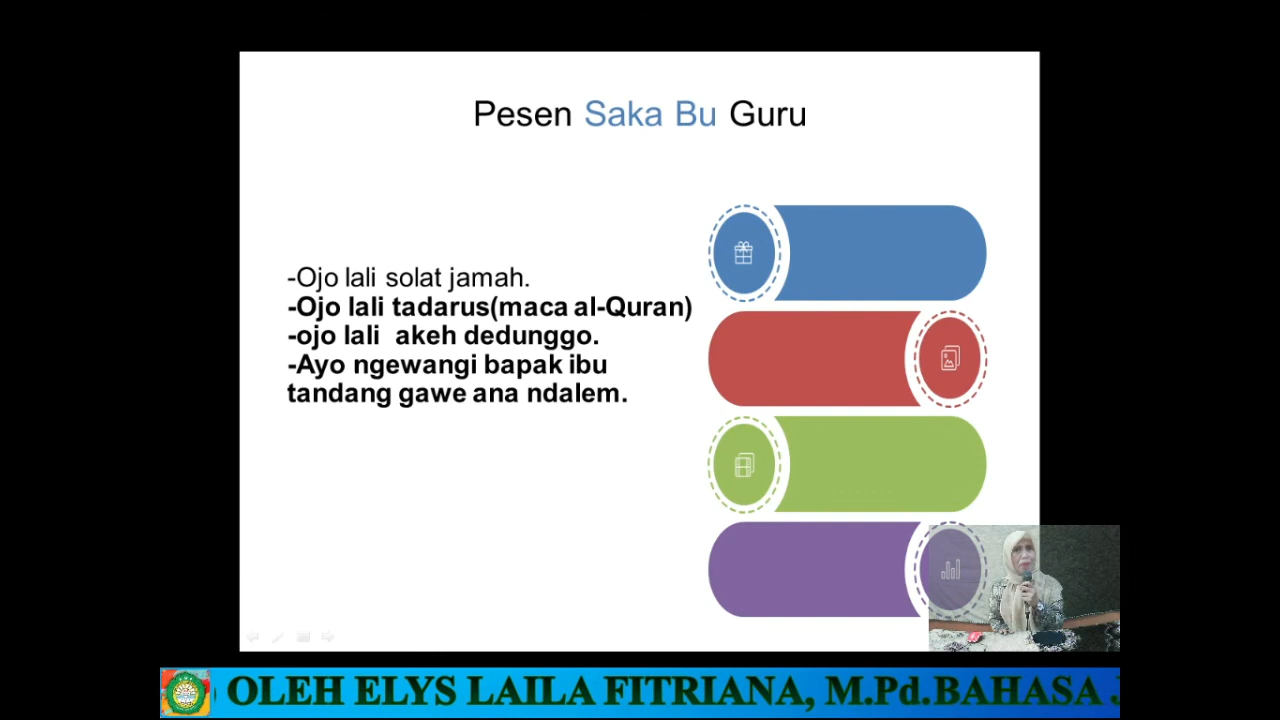 Pesen Saka Bu Guru
-Ojo lali solat jamah.
-Ojo lali tadarus(maca al-Quran)
-ojo lali  akeh dedunggo.
-Ayo ngewangi bapak ibu
tandang gawe ana ndalem.
OLEH ELYS LAILA FITRIANA, M.Pd.BAHASA